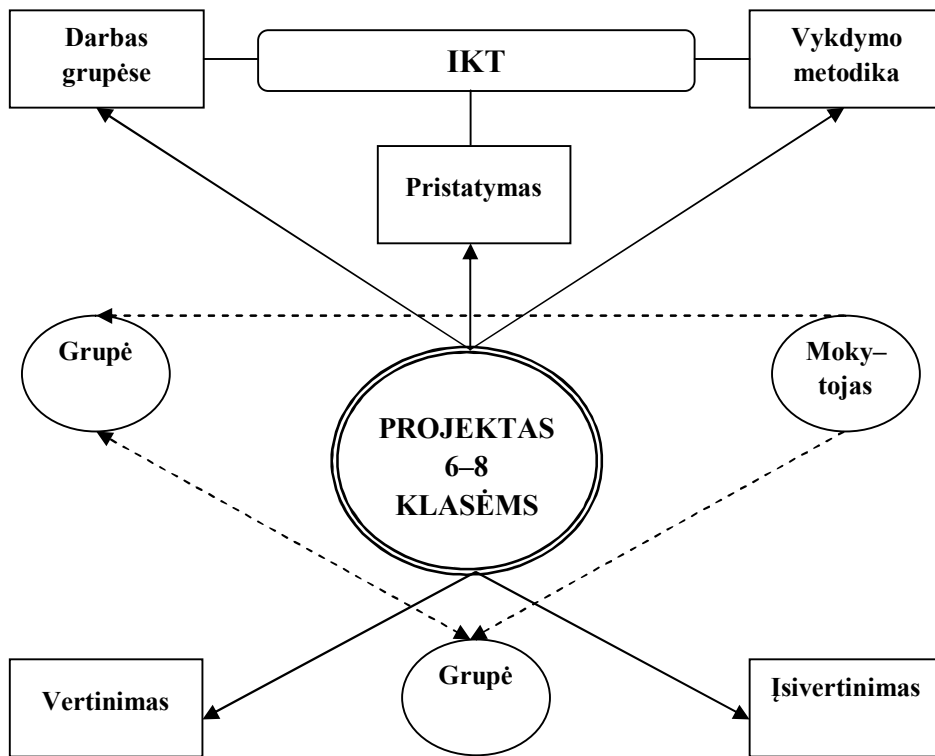 Darbas
grupėse
IKT
Vykdymo
metodika
Pristatymas
Grupė
Moky–
tojas
PROJEKTAS
6–8
KLASĖMS
Vertinimas
Grupė
Įsivertinimas